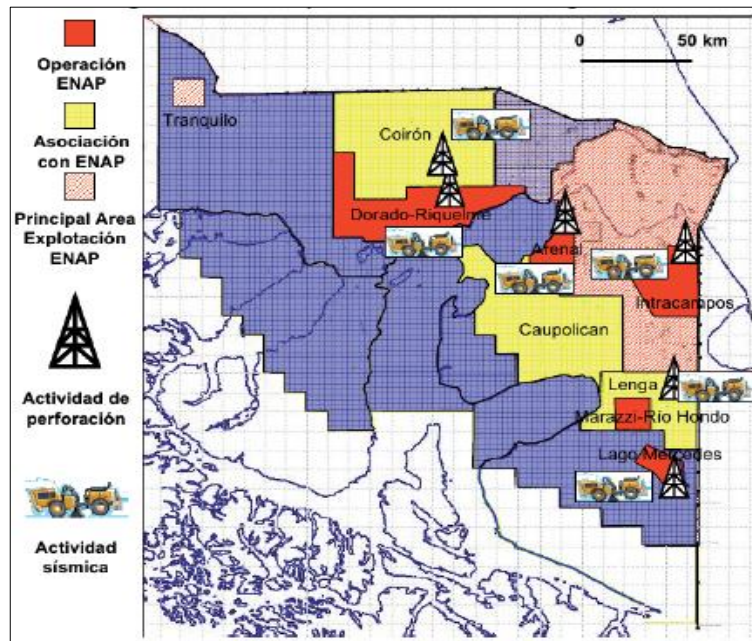 Operación
ENAP
Asociación
con ENAP
Principal Area
Explotación
ENAP
Actividad de
perforación
Actividad
sísmica
0 50 km
Tranquilo
Coirón
Dorado-Riquelme
Arenal
Intracampos
Caupolican
Lenga
Marazzi-Río Hondo
Lago Mercedes